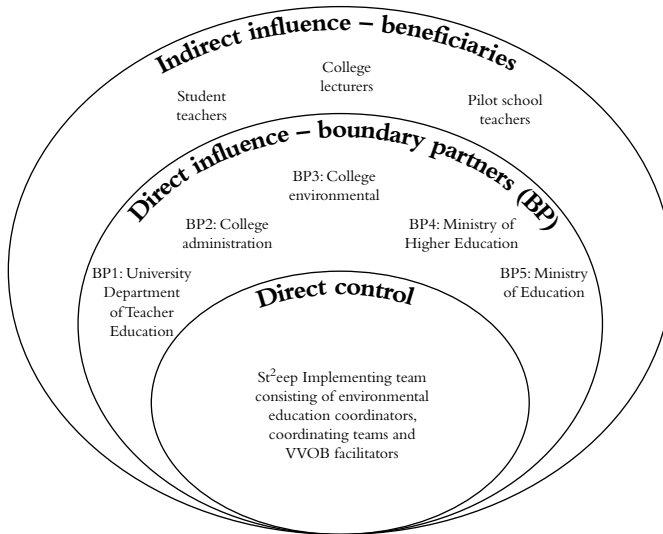 Indirect influence – beneficiaries
College
lecturers
Student
teachers
Pilot school
teachers
Direct influence – boundary partners (BP)
BP3: College
environmental
BP2: College
administration
BP4: Ministry of
Higher Education
BP1: University
Department
of Teacher
Education
BP5: Ministry
of Education
Direct control
St²eep Implementing team
consisting of environmental
education coordinators,
coordinating teams and
VVOB facilitators